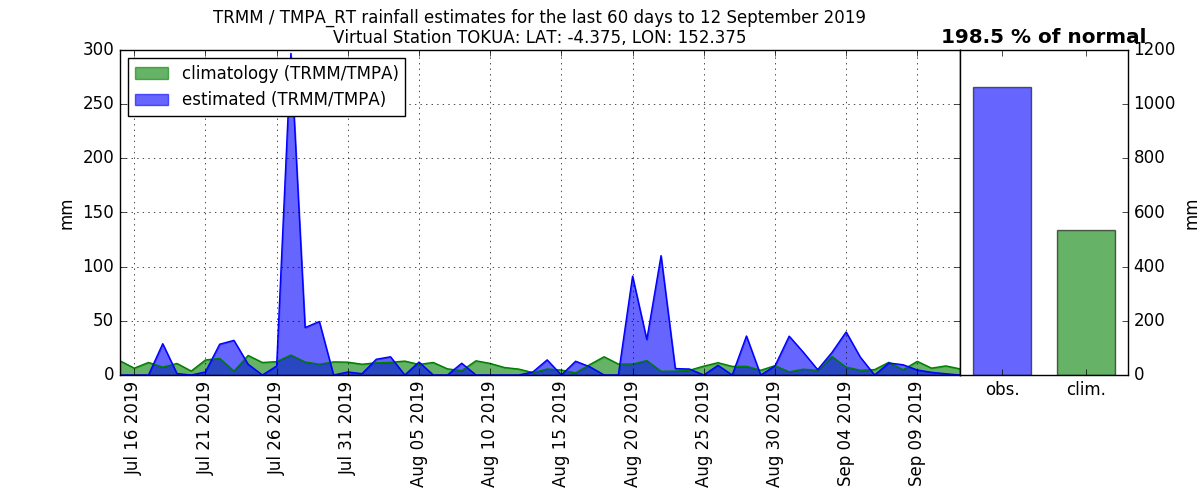 TRMM / TMPA_RT rainfall estimates for the last 60 days to 12 September 2019
Virtual Station TOKUA: LAT: -4.375, LON: 152.375
198.5 % of normal
climatology (TRMM/TMPA)
estimated (TRMM/TMPA)
300
250
200
150
100
50
0
mm
Jul 16 2019
Jul 21 2019
Jul 26 2019
Jul 31 2019
Aug 05 2019
Aug 10 2019
Aug 15 2019
Aug 20 2019
Aug 25 2019
Aug 30 2019
Sep 04 2019
Sep 09 2019
1200
1000
800
600
400
200
0
mm
obs.
clim.